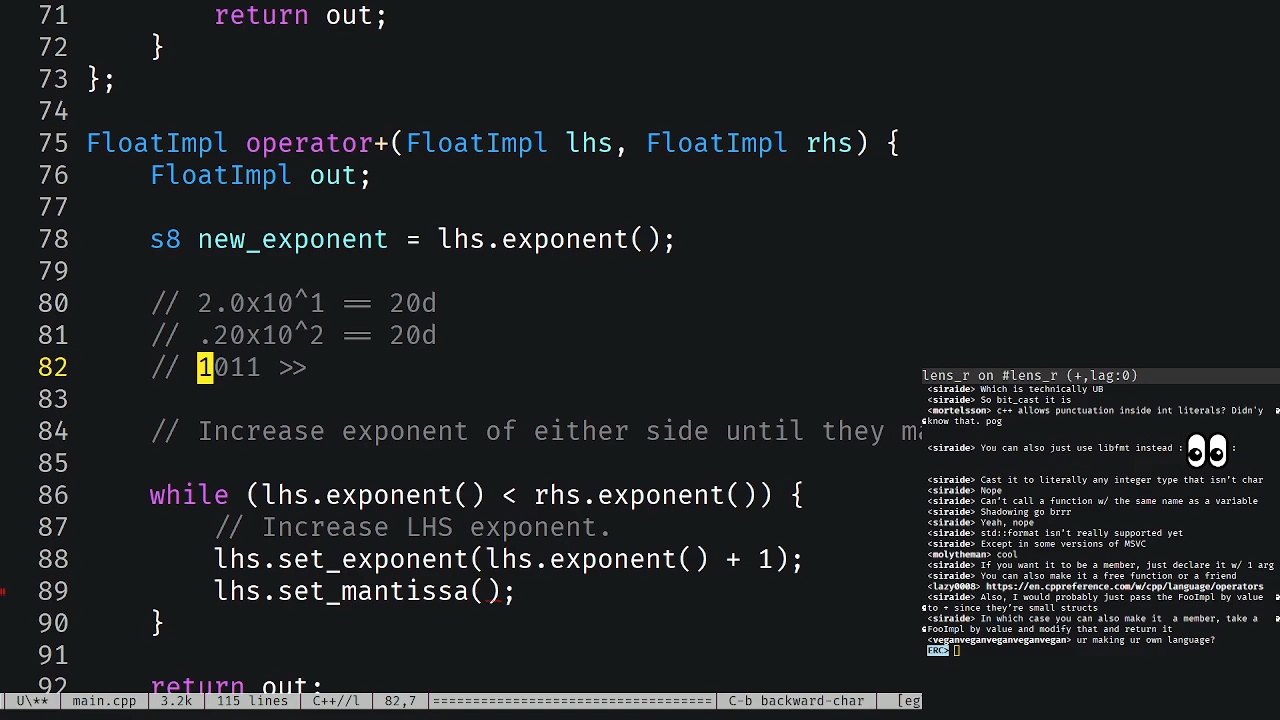 71         return out;
72     }
73 };
74
75 FloatImpl operator+(FloatImpl lhs, FloatImpl rhs) {
76     FloatImpl out;
77
78     s8 new_exponent = lhs.exponent();
79
80     // 2.0x10^1 == 20d
81     // .20x10^2 == 20d
82     // 1011 >>
83
84     // Increase exponent of either side until they ma
85
86     while (lhs.exponent() < rhs.exponent()) {
87         // Increase LHS exponent.
88         lhs.set_exponent(lhs.exponent() + 1);
89         lhs.set_mantissa();
90     }
91
92     return out;
U\** main.cpp 3.2k 115 lines C++//l 82,7 =================================== C-b backward-char [eg
lens_r on #lens_r (+,lag:0)
<siraide> Which is technically UB
<siraide> So bit_cast it is
<mortelsson> c++ allows punctuation inside int literals? Didn'y
know that. pog
<siraide> You can also just use libfmt instead : :
<siraide> Cast it to literally any integer type that isn't char
<siraide> Nope
<siraide> Can't call a function w/ the same name as a variable
<siraide> Shadowing go brrr
<siraide> Yeah, nope
<siraide> std::format isn't really supported yet
<siraide> Except in some versions of MSVC
<molytheman> cool
<siraide> If you want it to be a member, just declare it w/ 1 arg
<siraide> You can also make it a free function or a friend
<lazy0008> https://en.cppreference.com/w/cpp/language/operators
<siraide> Also, I would probably just pass the FooImpl by value
to + since they're small structs
<siraide> In which case you can also make it  a member, take a
FooImpl by value and modify that and return it
<veganveganveganveganvegan> ur making ur own language?
ERC>